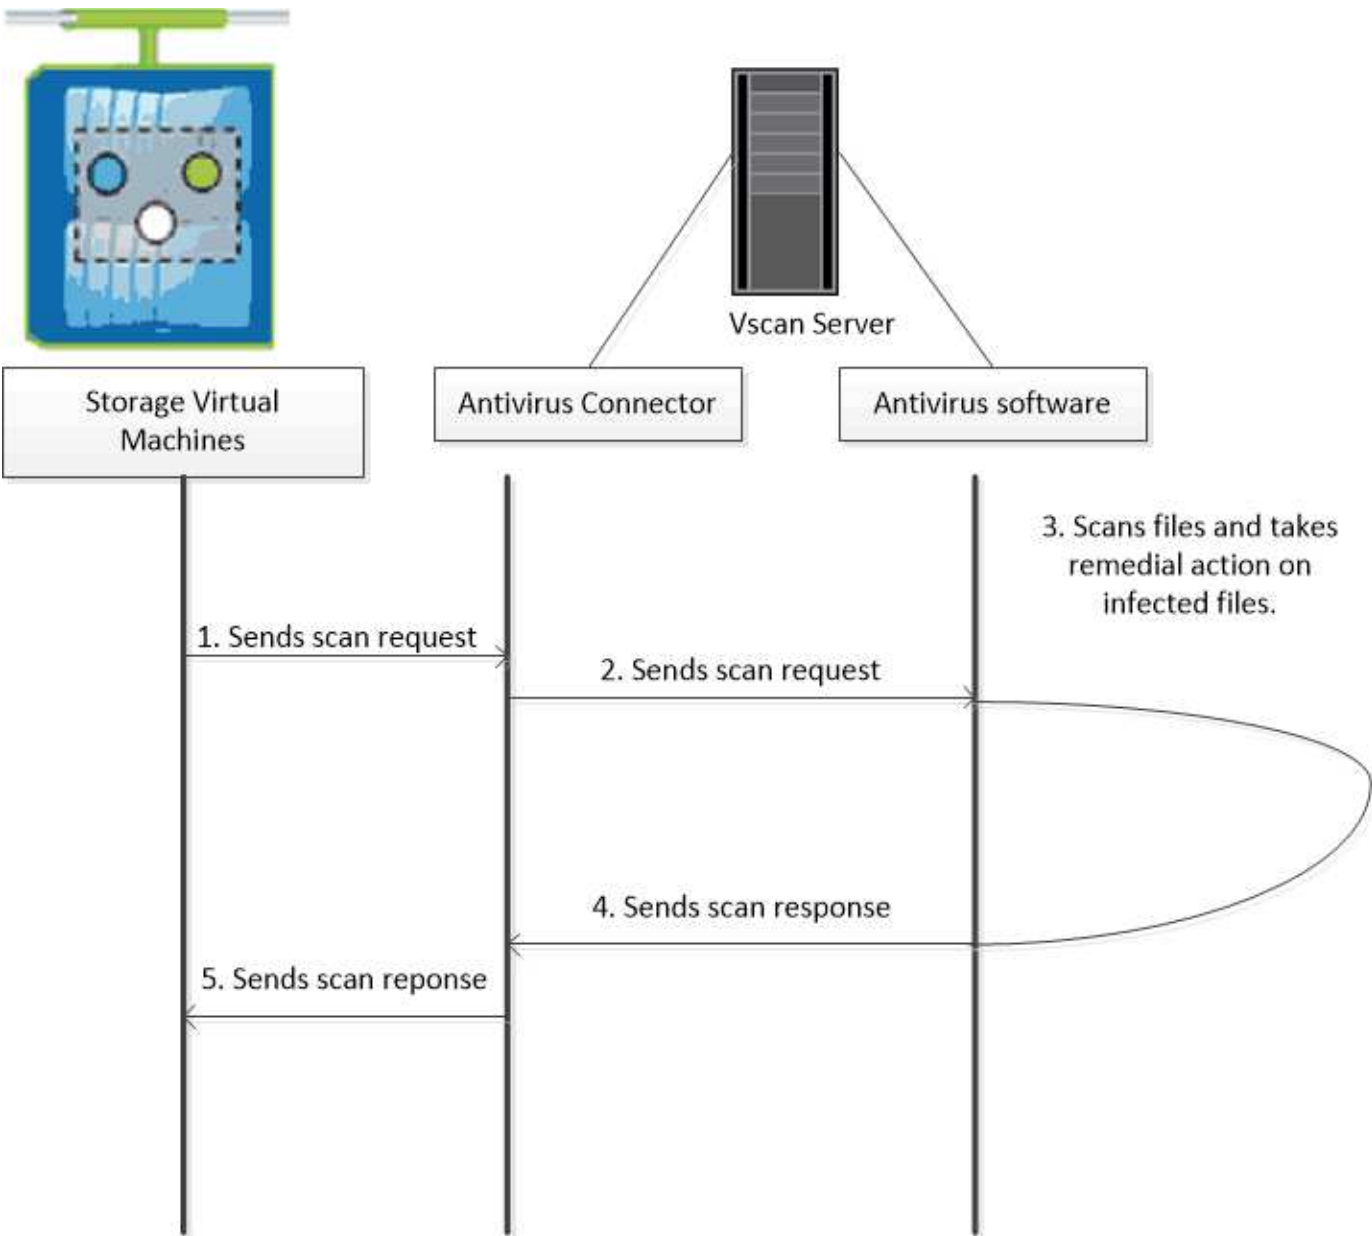 Vscan Server
Storage Virtual
Machines
Antivirus Connector
Antivirus software
3. Scans files and takes
remedial action on
infected files.
1. Sends scan request
2. Sends scan request
4. Sends scan response
5. Sends scan reponse